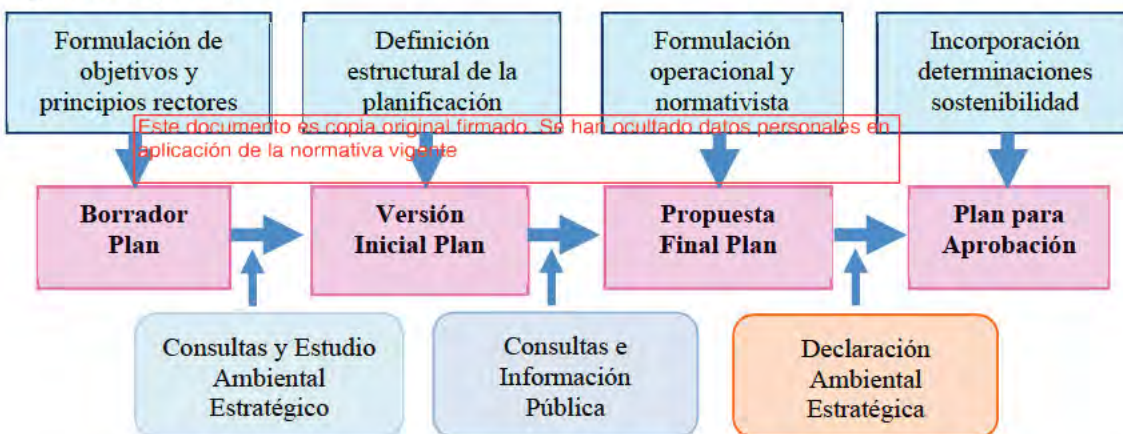 Formulación de
objetivos y
principios rectores
Definición
estructural de la
planificación
Formulación
operacional y
normativista
Incorporación
determinaciones
sostenibilidad
Este documento es copia original firmado. Se han ocultado datos personales en
aplicación de la normativa vigente
Borrador
Plan
Versión
Inicial Plan
Propuesta
Final Plan
Plan para
Aprobación
Consultas y Estudio
Ambiental
Estratégico
Consultas e
Información
Pública
Declaración
Ambiental
Estratégica